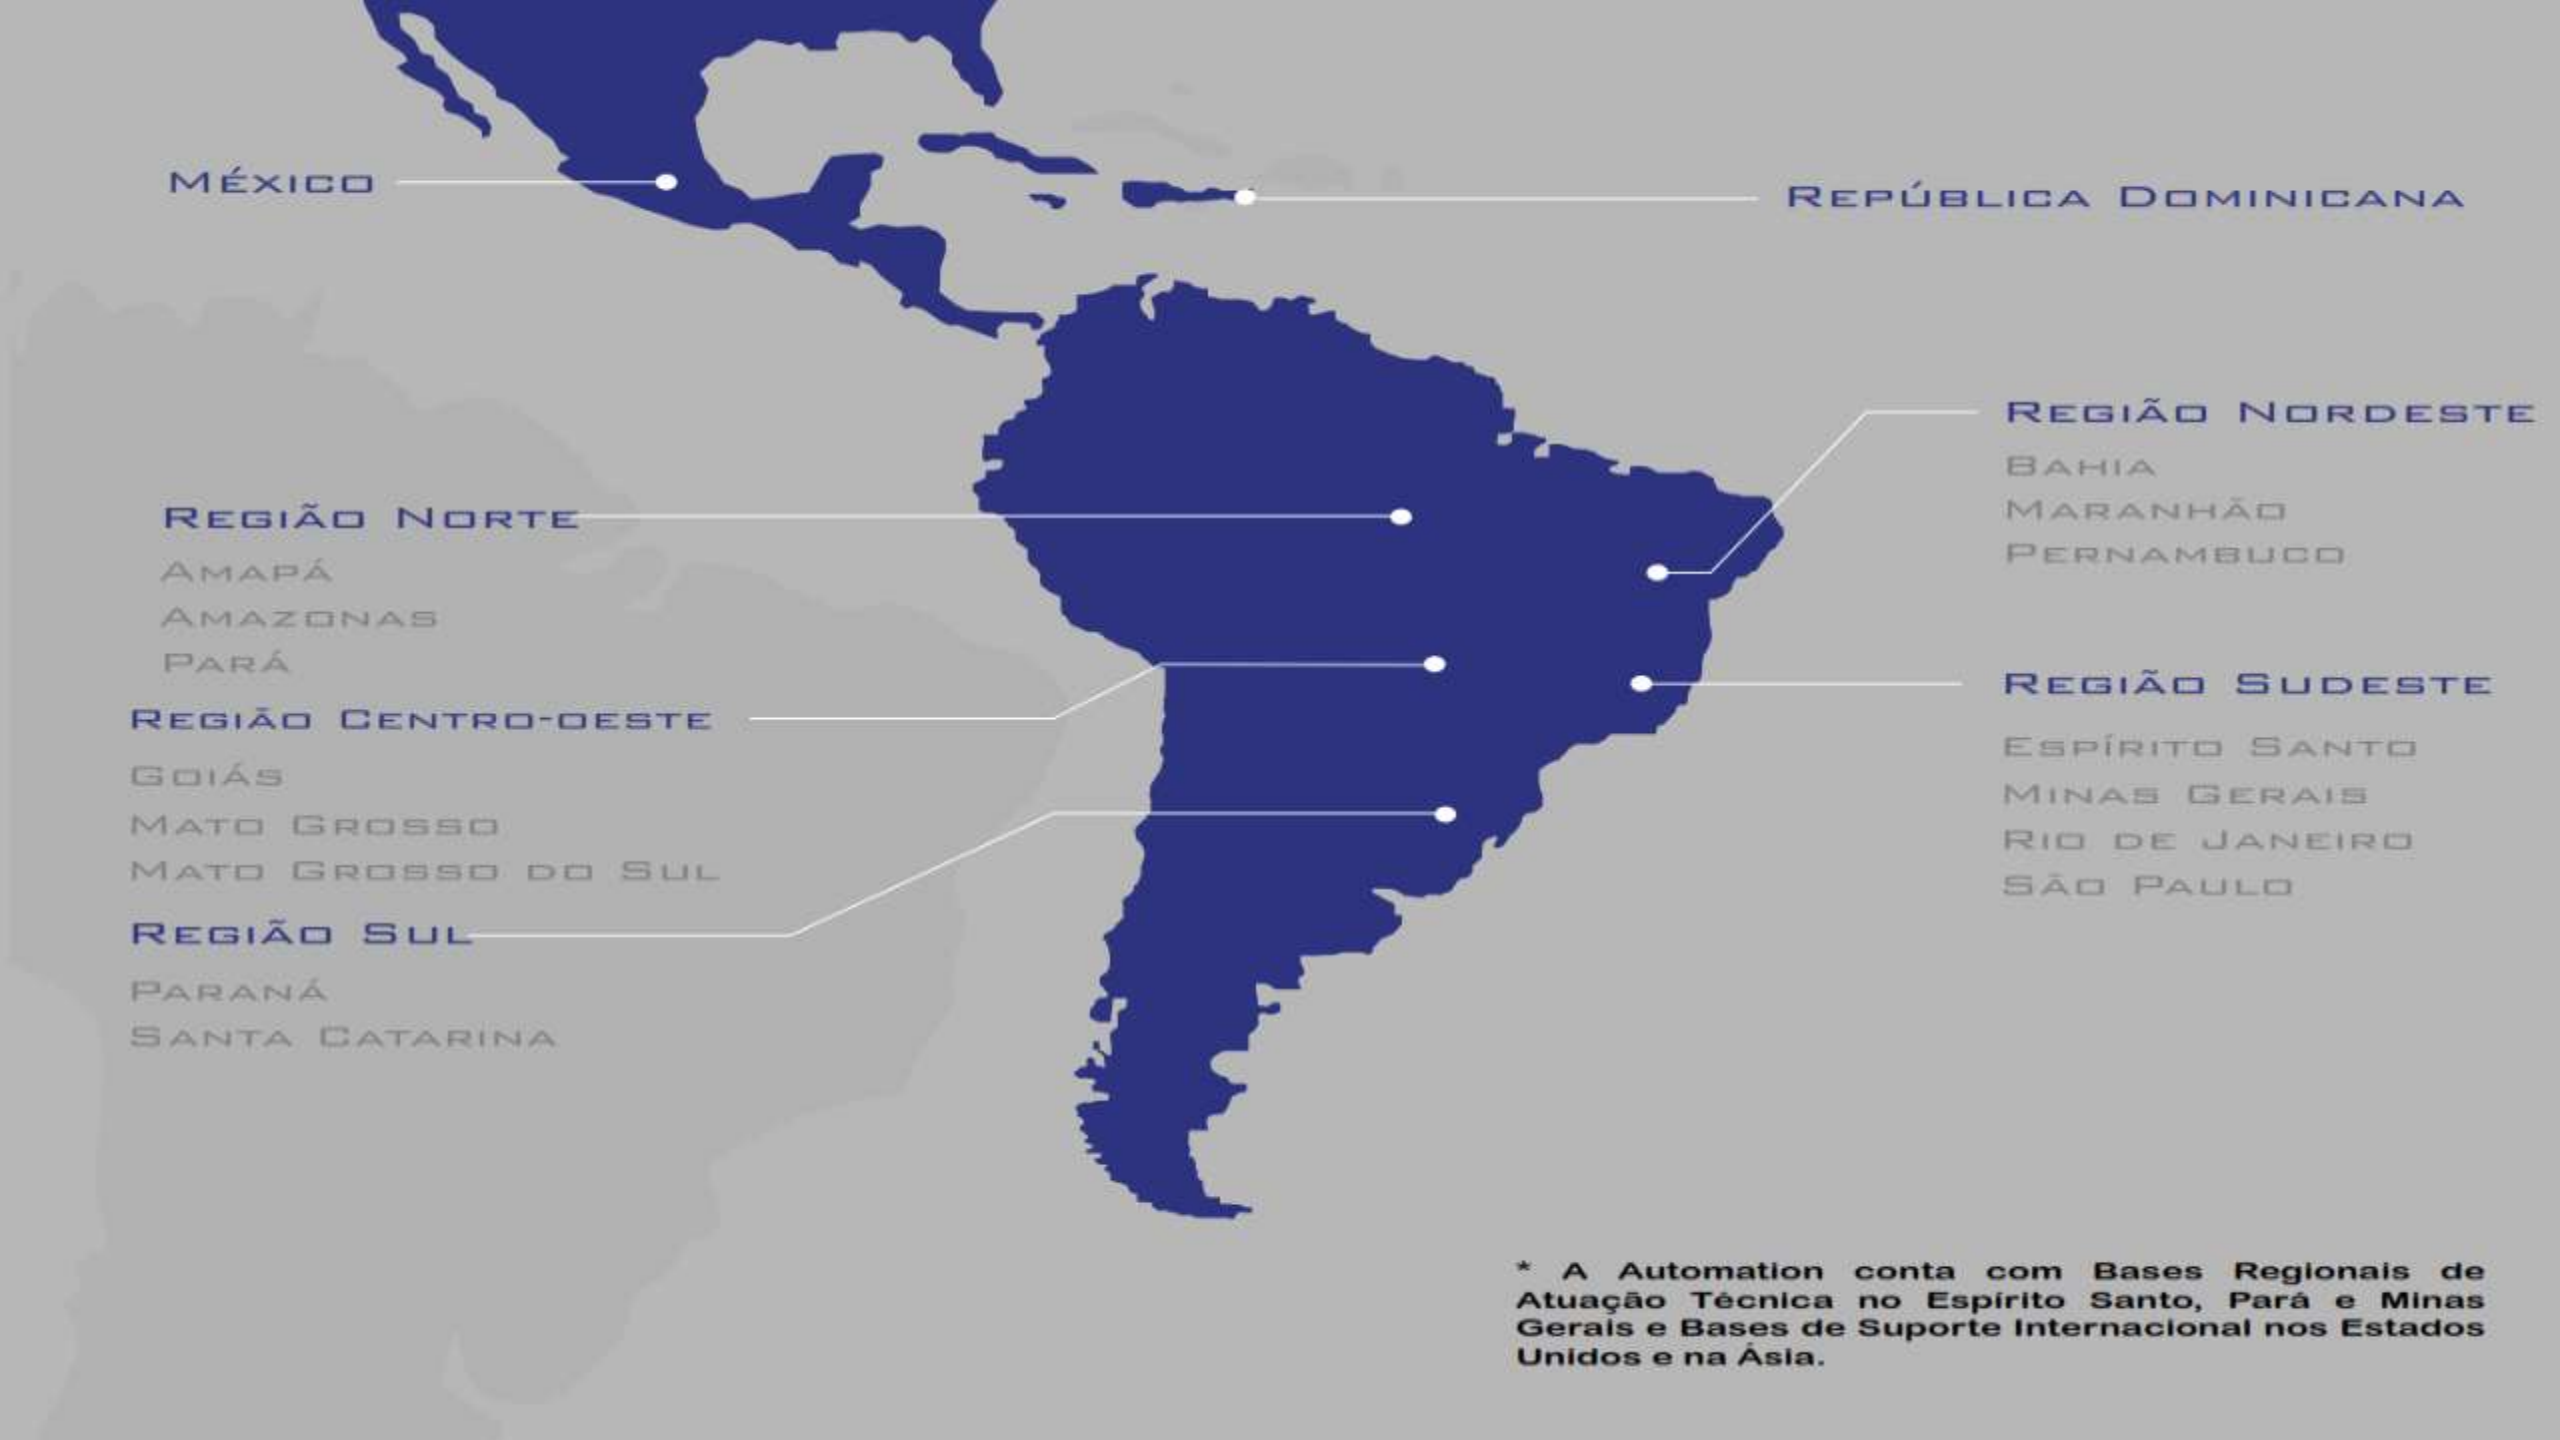 México
República Dominicana
Região Nordeste
Bahia
Maranhão
Pernambuco
Região Norte
Amapá
Amazonas
Pará
Região Centro-oeste
Goiás
Mato Grosso
Mato Grosso do Sul
Região Sudeste
Espírito Santo
Minas Gerais
Rio de Janeiro
São Paulo
Região Sul
Paraná
Santa Catarina
* A Automation conta com Bases Regionais de
Atuação Técnica no Espírito Santo, Pará e Minas
Gerais e Bases de Suporte Internacional nos Estados
Unidos e na Ásia.